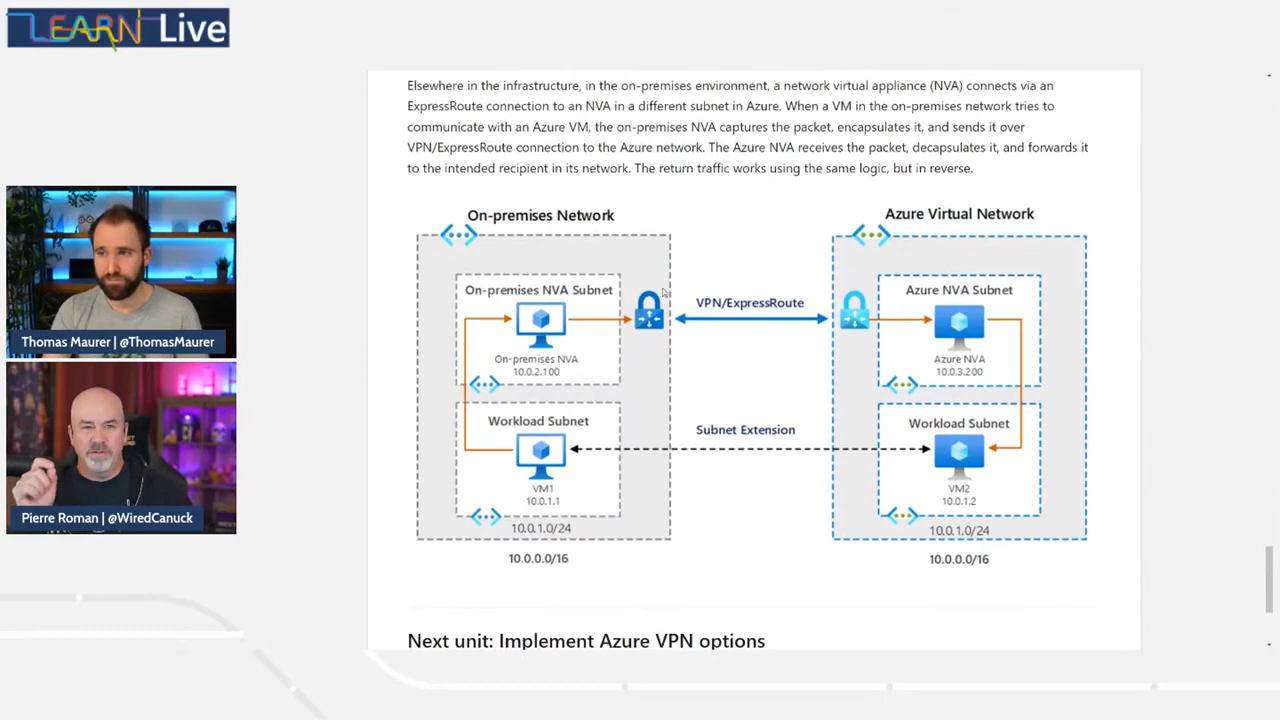 LEARN Live
Elsewhere in the infrastructure, in the on-premises environment, a network virtual appliance (NVA) connects via an
ExpressRoute connection to an NVA in a different subnet in Azure. When a VM in the on-premises network tries to
communicate with an Azure VM, the on-premises NVA captures the packet, encapsulates it, and sends it over
VPN/ExpressRoute connection to the Azure network. The Azure NVA receives the packet, decapsulates it, and forwards it
to the intended recipient in its network. The return traffic works using the same logic, but in reverse.
On-premises Network
Azure Virtual Network
On-premises NVA Subnet
VPN/ExpressRoute
Azure NVA Subnet
On-premises NVA
10.0.2.100
Azure NVA
10.0.3.200
Workload Subnet
Subnet Extension
Workload Subnet
VM1
10.0.1.1
VM2
10.0.1.2
10.0.1.0/24
10.0.1.0/24
10.0.0.0/16
10.0.0.0/16
Next unit: Implement Azure VPN options
Thomas Maurer | @ThomasMaurer
Pierre Roman | @WiredCanuck